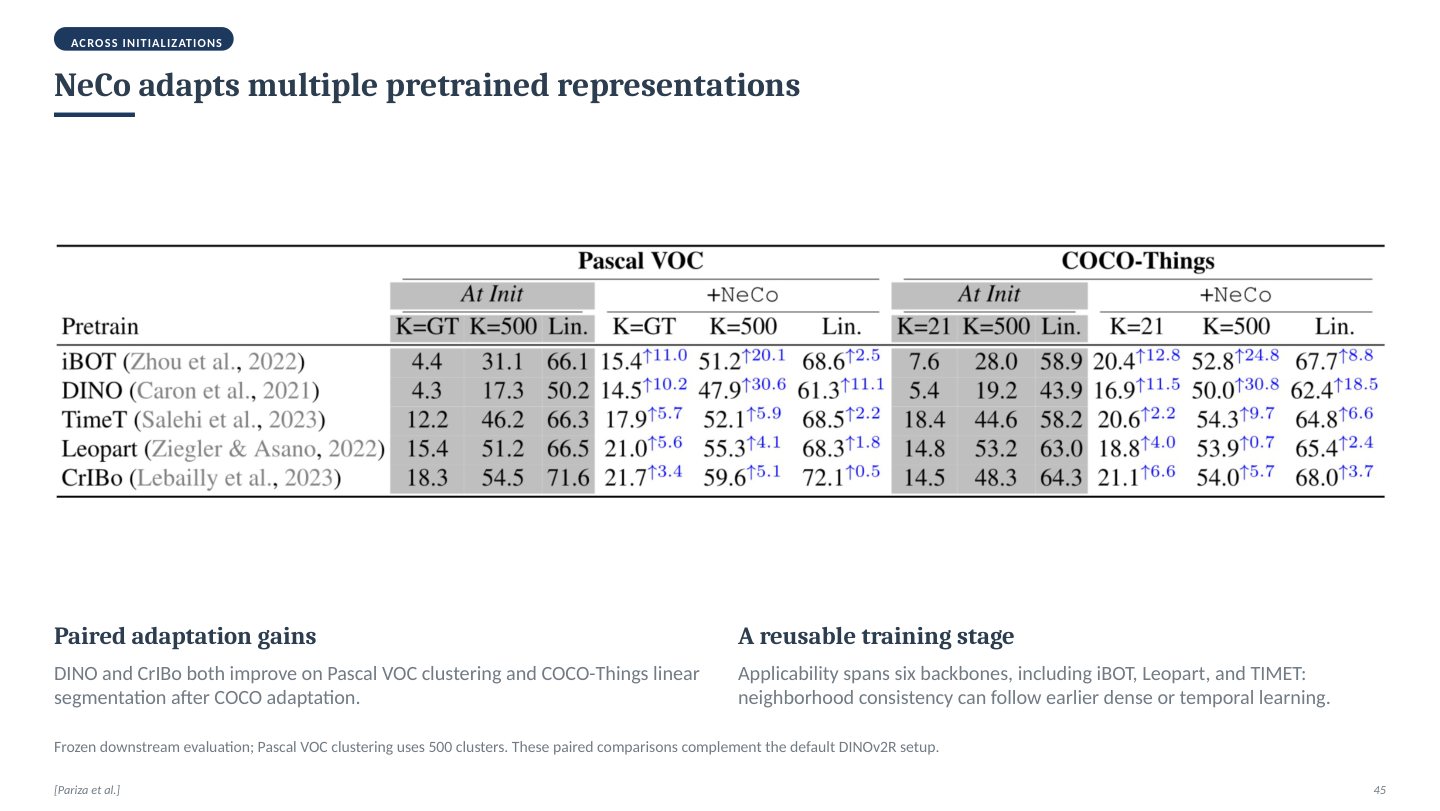 ACROSS INITIALIZATIONS
NeCo adapts multiple pretrained representations
Pascal VOC COCO-Things
At Init +NeCo At Init +NeCo
Pretrain K=GT K=500 Lin. K=GT K=500 Lin. K=21 K=500 Lin. K=21 K=500 Lin.
iBOT (Zhou et al., 2022) 4.4 31.1 66.1 15.4↑11.0 51.2↑20.1 68.6↑2.5 7.6 28.0 58.9 20.4↑12.8 52.8↑24.8 67.7↑8.8
DINO (Caron et al., 2021) 4.3 17.3 50.2 14.5↑10.2 47.9↑30.6 61.3↑11.1 5.4 19.2 43.9 16.9↑11.5 50.0↑30.8 62.4↑18.5
TimeT (Salehi et al., 2023) 12.2 46.2 66.3 17.9↑5.7 52.1↑5.9 68.5↑2.2 18.4 44.6 58.2 20.6↑2.2 54.3↑9.7 64.8↑6.6
Leopart (Ziegler & Asano, 2022) 15.4 51.2 66.5 21.0↑5.6 55.3↑4.1 68.3↑1.8 14.8 53.2 63.0 18.8↑4.0 53.9↑0.7 65.4↑2.4
CrIBo (Lebailly et al., 2023) 18.3 54.5 71.6 21.7↑3.4 59.6↑5.1 72.1↑0.5 14.5 48.3 64.3 21.1↑6.6 54.0↑5.7 68.0↑3.7
Paired adaptation gains
DINO and CrIBo both improve on Pascal VOC clustering and COCO-Things linear
segmentation after COCO adaptation.
A reusable training stage
Applicability spans six backbones, including iBOT, Leopart, and TIMET:
neighborhood consistency can follow earlier dense or temporal learning.
Frozen downstream evaluation; Pascal VOC clustering uses 500 clusters. These paired comparisons complement the default DINOv2R setup.
[Pariza et al.] 45